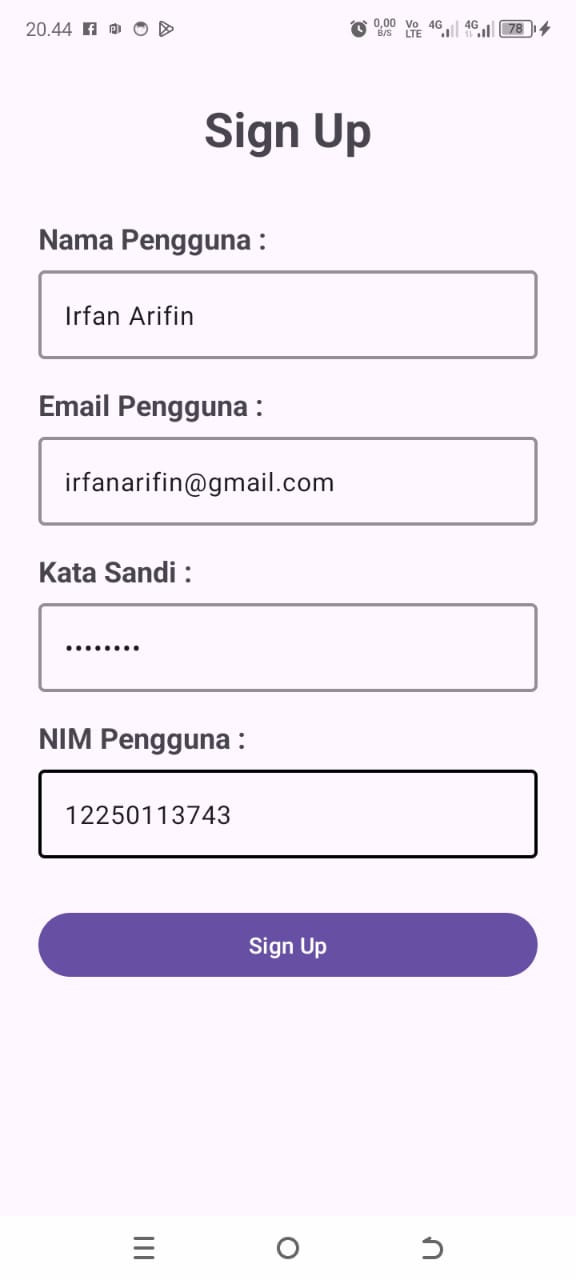 20.44
0,00 B/S Vo LTE 4G 4G 78
Sign Up
Nama Pengguna :
Irfan Arifin
Email Pengguna :
irfanarifin@gmail.com
Kata Sandi :
••••••••
NIM Pengguna :
12250113743
Sign Up